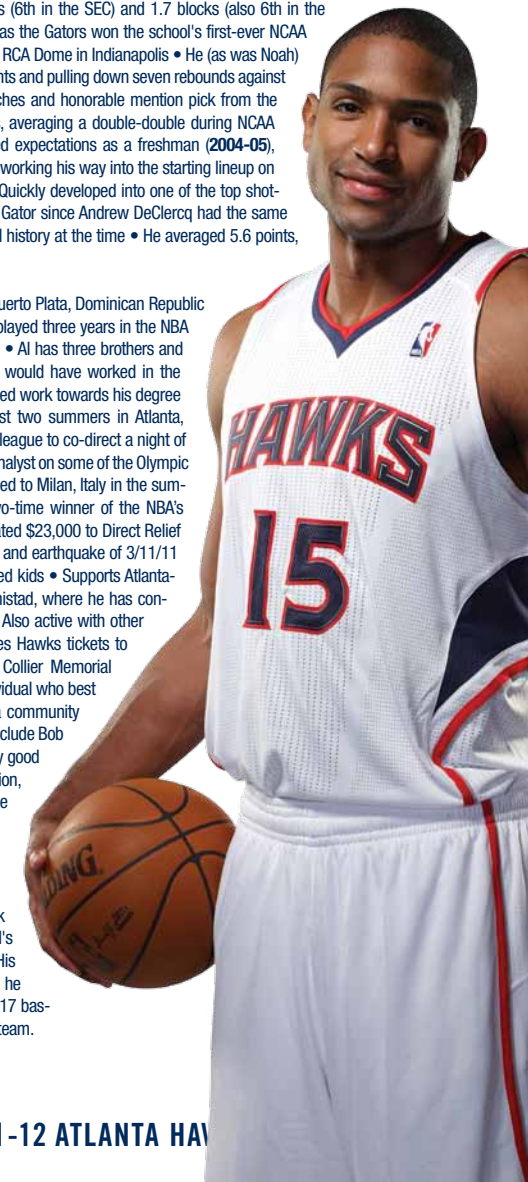 s (6th in the SEC) and 1.7 blocks (also 6th in the
as the Gators won the school's first-ever NCAA
RCA Dome in Indianapolis • He (as was Noah)
nts and pulling down seven rebounds against
ches and honorable mention pick from the
, averaging a double-double during NCAA
d expectations as a freshman (2004-05),
working his way into the starting lineup on
Quickly developed into one of the top shot-
Gator since Andrew DeClercq had the same
l history at the time • He averaged 5.6 points,
uerto Plata, Dominican Republic
played three years in the NBA
• Al has three brothers and
would have worked in the
ed work towards his degree
st two summers in Atlanta,
league to co-direct a night of
nalyst on some of the Olympic
ed to Milan, Italy in the sum-
wo-time winner of the NBA's
ated $23,000 to Direct Relief
and earthquake of 3/11/11
ed kids • Supports Atlanta-
mistad, where he has con-
Also active with other
es Hawks tickets to
Collier Memorial
vidual who best
a community
clude Bob
y good
ion,
e
k
l's
His
he
17 bas-
team.
HAWKS
15
NBA
LDING
1-12 ATLANTA HAW